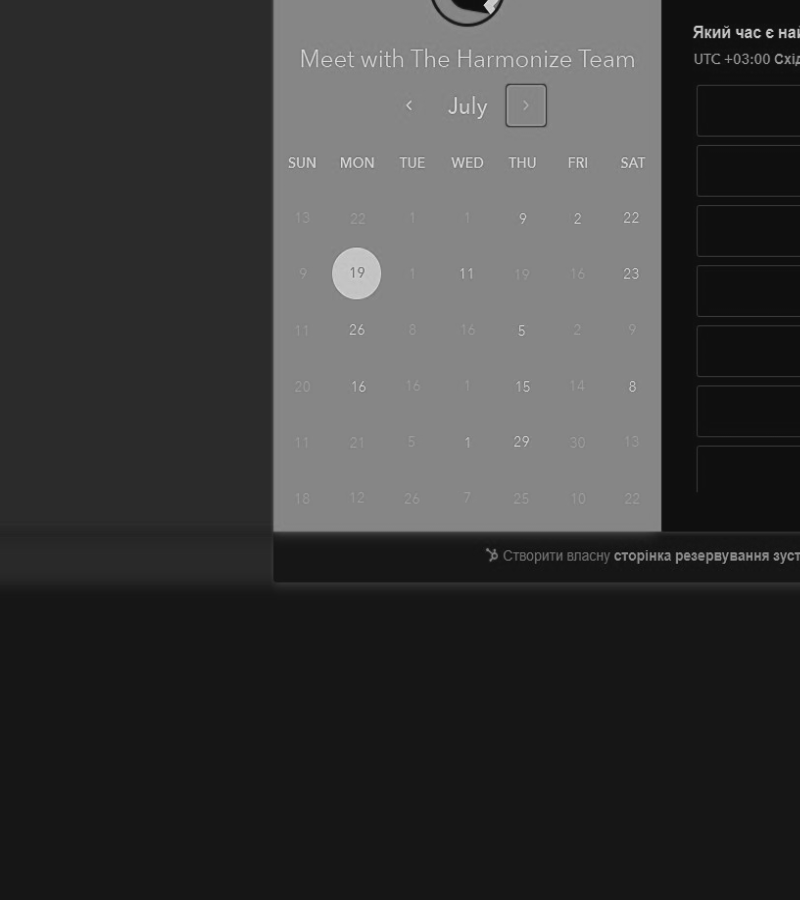 Meet with The Harmonize Team
July
SUN MON TUE WED THU FRI SAT
13 22 1 1 9 2 22
9 19 1 11 19 16 23
11 26 8 16 5 2 9
20 16 16 1 15 14 8
11 21 5 1 29 30 13
18 12 26 7 25 10 22
Який час є най
UTC +03:00 Схід
Створити власну сторінка резервування зуст